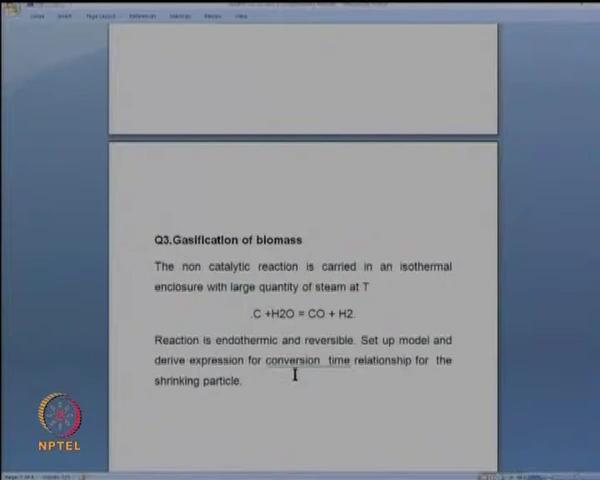 Q3.Gasification of biomass
The non catalytic reaction is carried in an isothermal
enclosure with large quantity of steam at T
.C +H2O = CO + H2.
Reaction is endothermic and reversible. Set up model and
derive expression for conversion time relationship for the
shrinking particle.
NPTEL